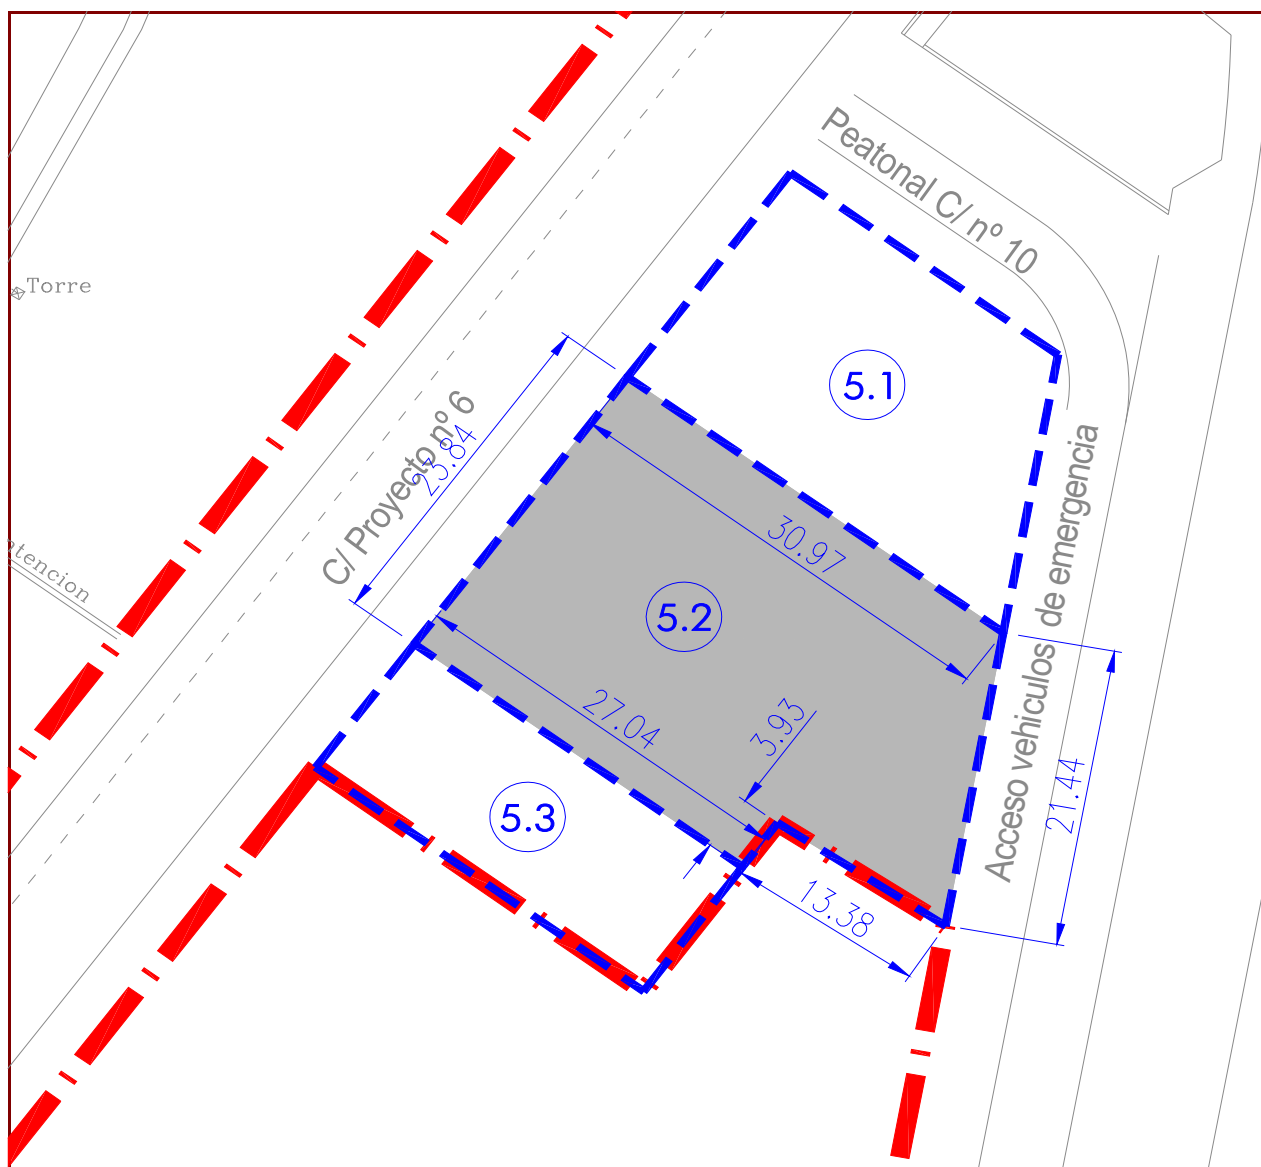 Peatonal C/ nº 10
Torre
5.1
C/ Proyecto nº 6
23.84
30.97
Acceso vehiculos de emergencia
ntencion
5.2
27.04
3.93
21.44
5.3
13.38